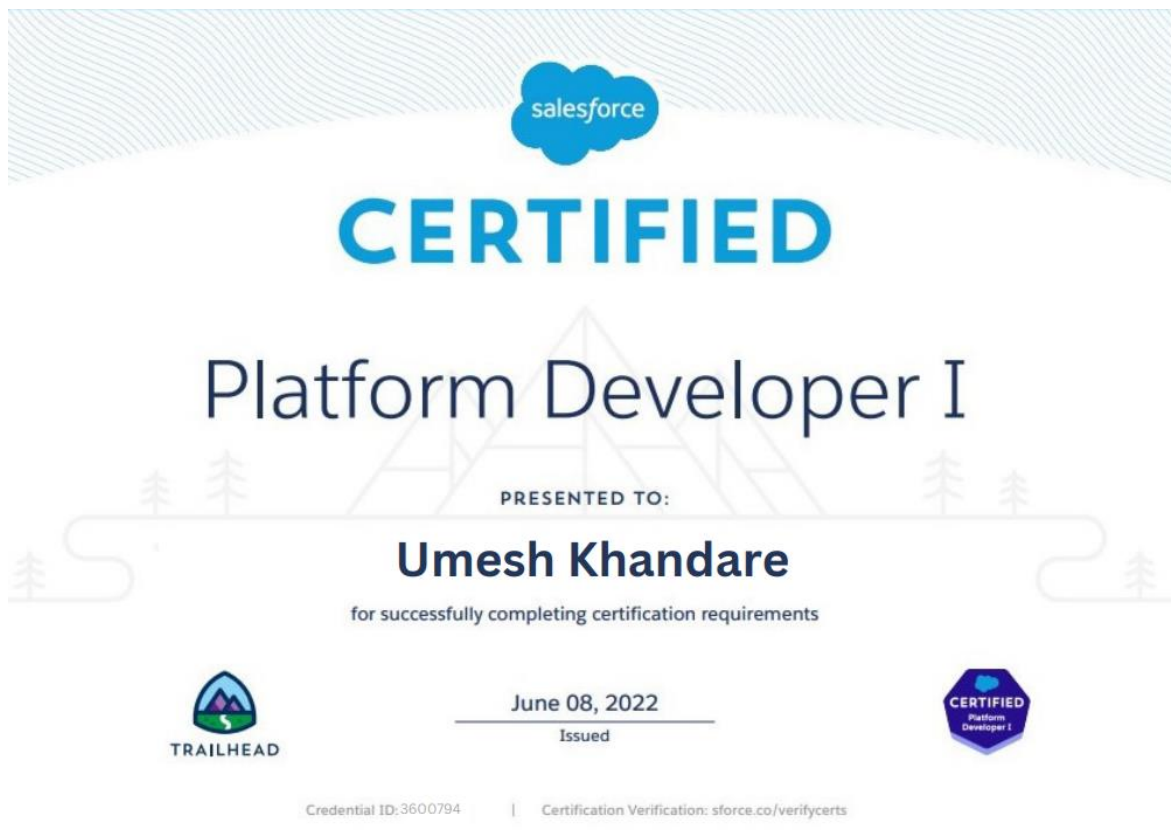 salesforce
CERTIFIED
Platform Developer I
PRESENTED TO:
Umesh Khandare
for successfully completing certification requirements
June 08, 2022
Issued
TRAILHEAD
CERTIFIED
Platform
Developer I
Credential ID: 3600794 | Certification Verification: sforce.co/verifycerts